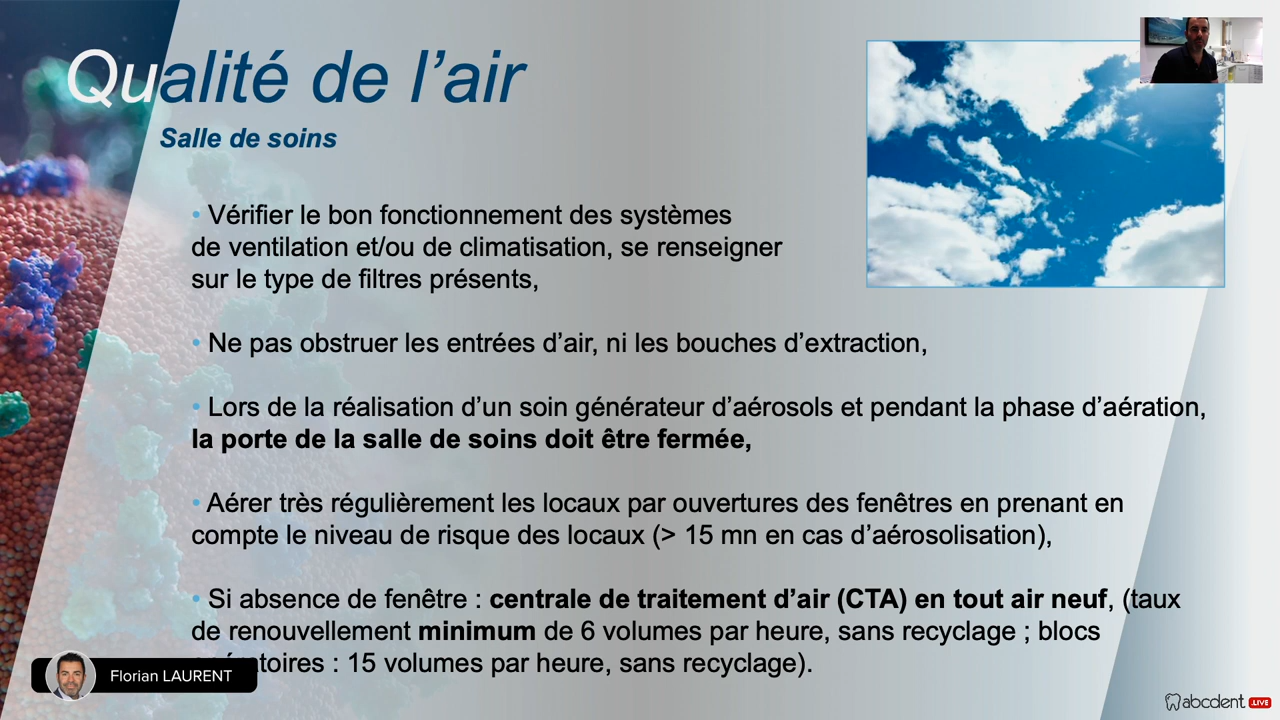 Qualité de l’air
Salle de soins
• Vérifier le bon fonctionnement des systèmes
de ventilation et/ou de climatisation, se renseigner
sur le type de filtres présents,
• Ne pas obstruer les entrées d’air, ni les bouches d’extraction,
• Lors de la réalisation d’un soin générateur d’aérosols et pendant la phase d’aération,
la porte de la salle de soins doit être fermée,
• Aérer très régulièrement les locaux par ouvertures des fenêtres en prenant en
compte le niveau de risque des locaux (> 15 mn en cas d’aérosolisation),
• Si absence de fenêtre : centrale de traitement d’air (CTA) en tout air neuf, (taux
de renouvellement minimum de 6 volumes par heure, sans recyclage ; blocs
: 15 volumes par heure, sans recyclage).
Florian LAURENT
abcdent .LIVE